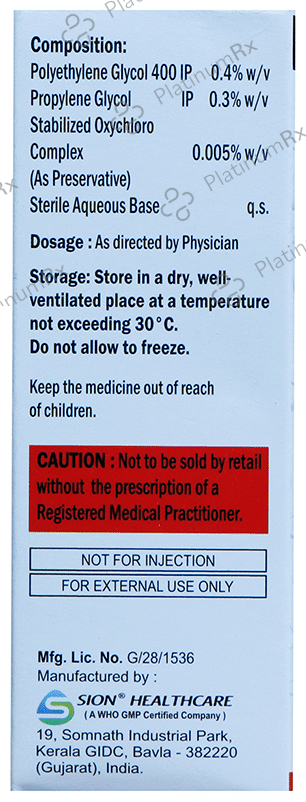 Composition:
Polyethylene Glycol 400 IP 0.4% w/v
Propylene Glycol IP 0.3% w/v
Stabilized Oxychloro
Complex 0.005% w/v
(As Preservative)
Sterile Aqueous Base q.s.
Dosage : As directed by Physician
Storage: Store in a dry, well-
ventilated place at a temperature
not exceeding 30°C.
Do not allow to freeze.
Keep the medicine out of reach
of children.
CAUTION : Not to be sold by retail
without the prescription of a
Registered Medical Practitioner.
NOT FOR INJECTION
FOR EXTERNAL USE ONLY
Mfg. Lic. No. G/28/1536
Manufactured by :
SION® HEALTHCARE
( A WHO GMP Certified Company )
19, Somnath Industrial Park,
Kerala GIDC, Bavla - 382220
(Gujarat), India.
PlatinumRx
PlatinumRx
PlatinumRx